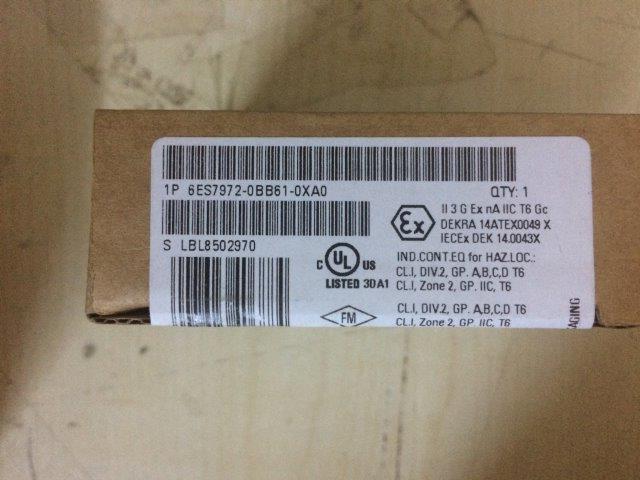 1P 6ES7972-0BB61-0XA0
QTY: 1
S LBL8502970
Ex
II 3 G Ex nA IIC T6 Gc
DEKRA 14ATEX0049 X
IECEx DEK 14.0043X
C UL US
LISTED 3DA1
IND.CONT.EQ for HAZ.LOC.:
CL.I, DIV.2, GP. A,B,C,D T6
CL.I, Zone 2, GP. IIC, T6
FM
CL.I, DIV.2, GP. A,B,C,D T6
CL.I, Zone 2, GP. IIC, T6